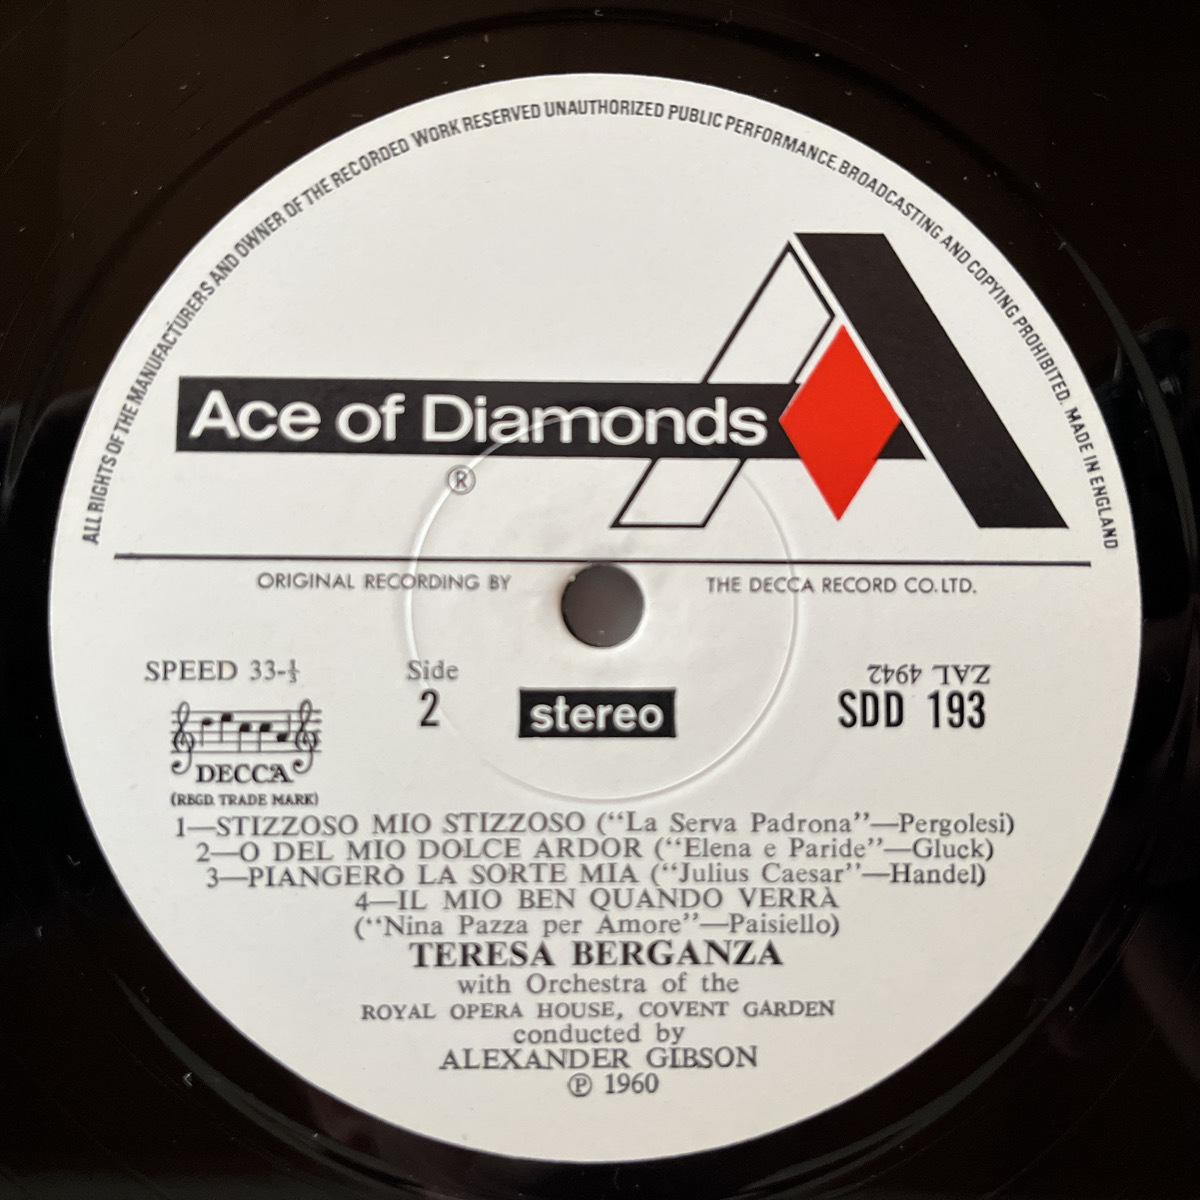 ALL RIGHTS OF THE MANUFACTURERS AND OWNER OF THE RECORDED WORK RESERVED UNAUTHORIZED PUBLIC PERFORMANCE, BROADCASTING AND COPYING PROHIBITED. MADE IN ENGLAND
Ace of Diamonds
®
ORIGINAL RECORDING BY THE DECCA RECORD CO. LTD.
SPEED 33-⅓
Side
2
stereo
ZAL 4942
SDD 193
DECCA
(REGD. TRADE MARK)
1—STIZZOSO MIO STIZZOSO (“La Serva Padrona”—Pergolesi)
2—O DEL MIO DOLCE ARDOR (“Elena e Paride”—Gluck)
3—PIANGERÒ LA SORTE MIA (“Julius Caesar”—Handel)
4—IL MIO BEN QUANDO VERRÀ
(“Nina Pazza per Amore”—Paisiello)
TERESA BERGANZA
with Orchestra of the
ROYAL OPERA HOUSE, COVENT GARDEN
conducted by
ALEXANDER GIBSON
℗ 1960